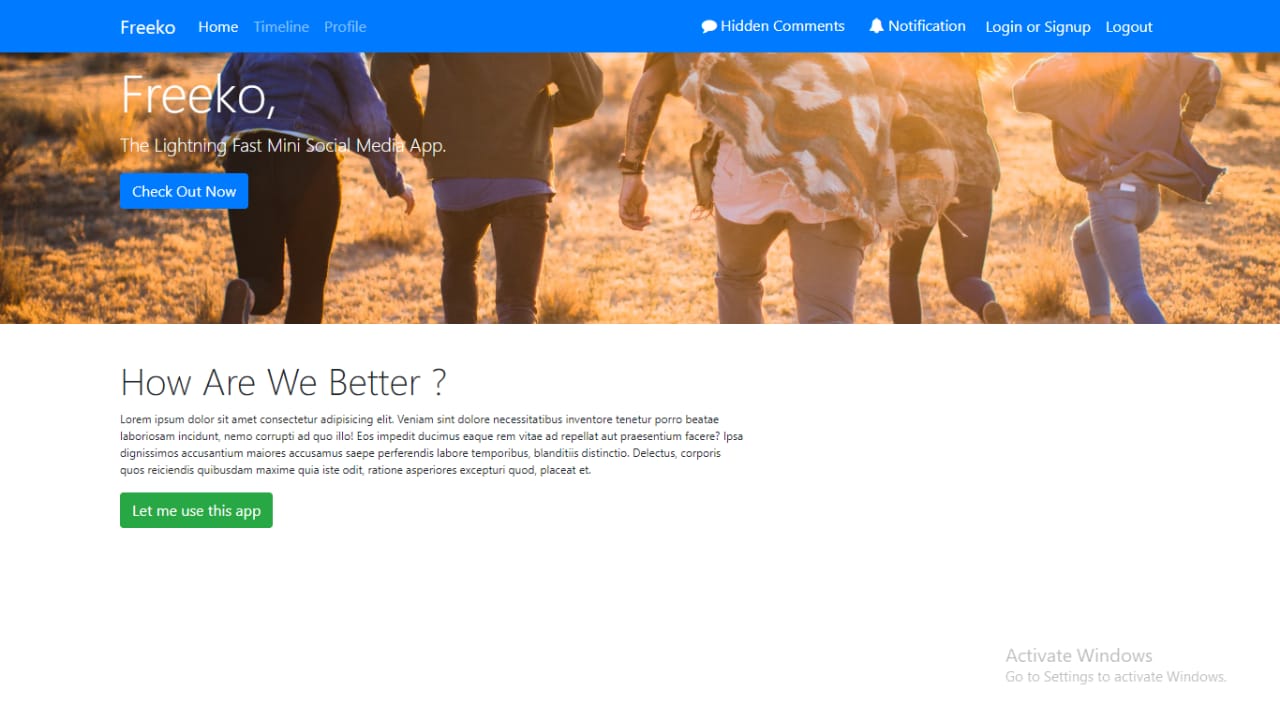 Freeko Home Timeline Profile Hidden Comments Notification Login or Signup Logout
Freeko,
The Lightning Fast Mini Social Media App.
Check Out Now
How Are We Better ?
Lorem ipsum dolor sit amet consectetur adipisicing elit. Veniam sint dolore necessitatibus inventore tenetur porro beatae
laboriosam incidunt, nemo corrupti ad quo illo! Eos impedit ducimus eaque rem vitae ad repellat aut praesentium facere? Ipsa
dignissimos accusantium maiores accusamus saepe perferendis labore temporibus, blanditiis distinctio. Delectus, corporis
quos reiciendis quibusdam maxime quia iste odit, ratione asperiores excepturi quod, placeat et.
Let me use this app
Activate Windows
Go to Settings to activate Windows.